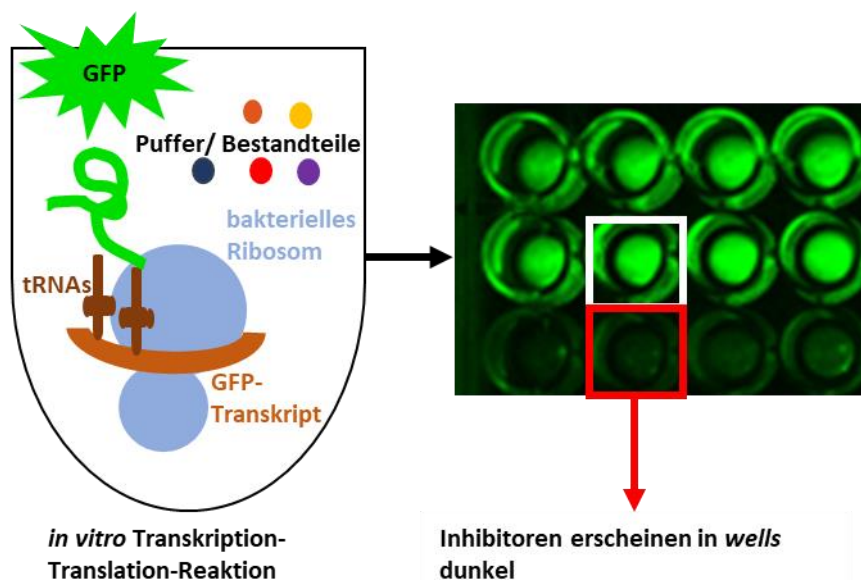 GFP
Puffer/ Bestandteile
bakterielles
Ribosom
tRNAs
GFP-
Transkript
in vitro Transkription-
Translation-Reaktion
Inhibitoren erscheinen in wells
dunkel